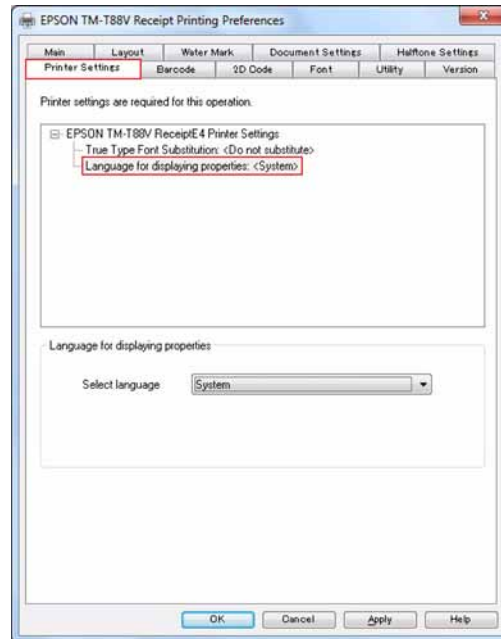 EPSON TM-T88V Receipt Printing Preferences
Main Layout Water Mark Document Settings Halftone Settings
Printer Settings Barcode 2D Code Font Utility Version
Printer settings are required for this operation.
EPSON TM-T88V ReceiptE4 Printer Settings
True Type Font Substitution: <Do not substitute>
Language for displaying properties: <System>
Language for displaying properties
Select language System
OK Cancel Apply Help